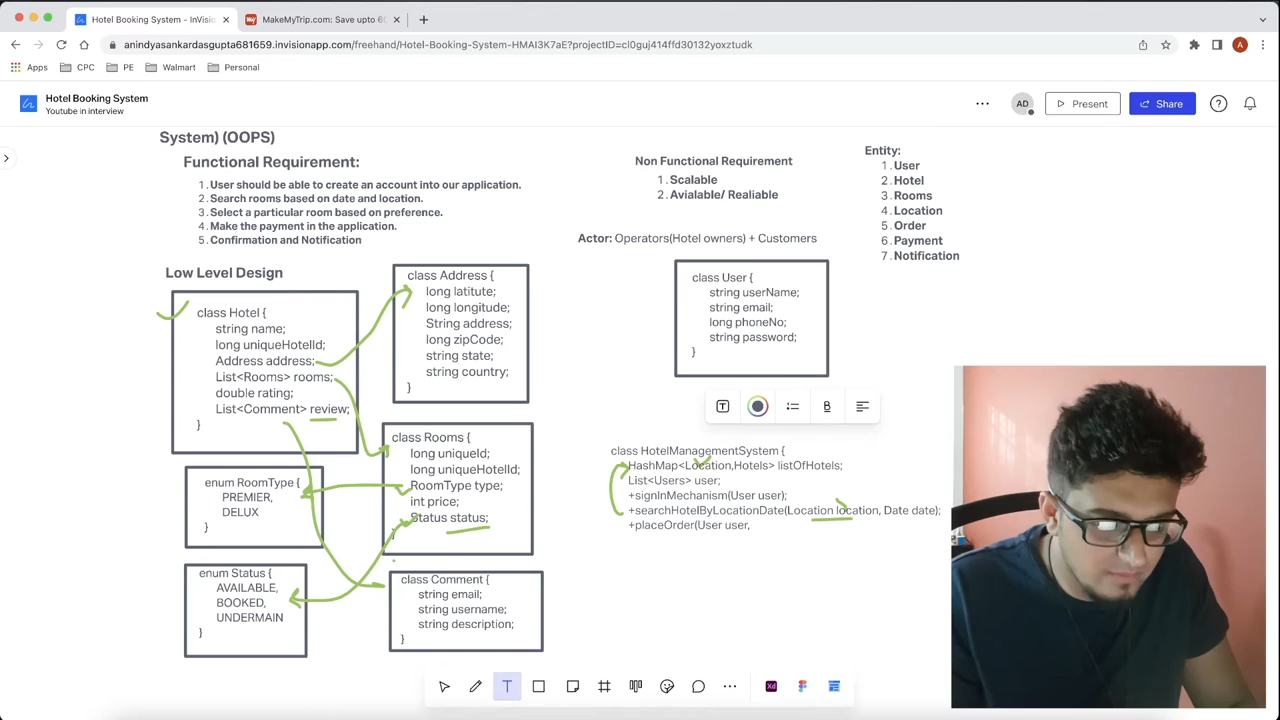 Hotel Booking System - InVisio
MakeMyTrip.com: Save upto 60
anindyasankardasgupta681659.invisionapp.com/freehand/Hotel-Booking-System-HMAI3K7aE?projectID=cl0guj414ffd30132yoxztudk
A
Apps
CPC
PE
Walmart
Personal
Hotel Booking System
Youtube in interview
AD
Present
Share
System) (OOPS)
Functional Requirement:
1. User should be able to create an account into our application.
2. Search rooms based on date and location.
3. Select a particular room based on preference.
4. Make the payment in the application.
5. Confirmation and Notification
Non Functional Requirement
1. Scalable
2. Avialable/ Realiable
Entity:
1. User
2. Hotel
3. Rooms
4. Location
5. Order
6. Payment
7. Notification
Actor: Operators(Hotel owners) + Customers
Low Level Design
class Hotel {
string name;
long uniqueHotelId;
Address address;
List<Rooms> rooms;
double rating;
List<Comment> review;
}
class Address {
long latitute;
long longitude;
String address;
long zipCode;
string state;
string country;
}
class User {
string userName;
string email;
long phoneNo;
string password;
}
class Rooms {
long uniqueId;
long uniqueHotelId;
RoomType type;
int price;
Status status;
}
enum RoomType {
PREMIER,
DELUX
}
enum Status {
AVAILABLE,
BOOKED,
UNDERMAIN
}
class Comment {
string email;
string username;
string description;
}
T
B
class HotelManagementSystem {
HashMap<Location,Hotels> listOfHotels;
List<Users> user;
+signInMechanism(User user);
+searchHotelByLocationDate(Location location, Date date);
+placeOrder(User user,
T
Xd